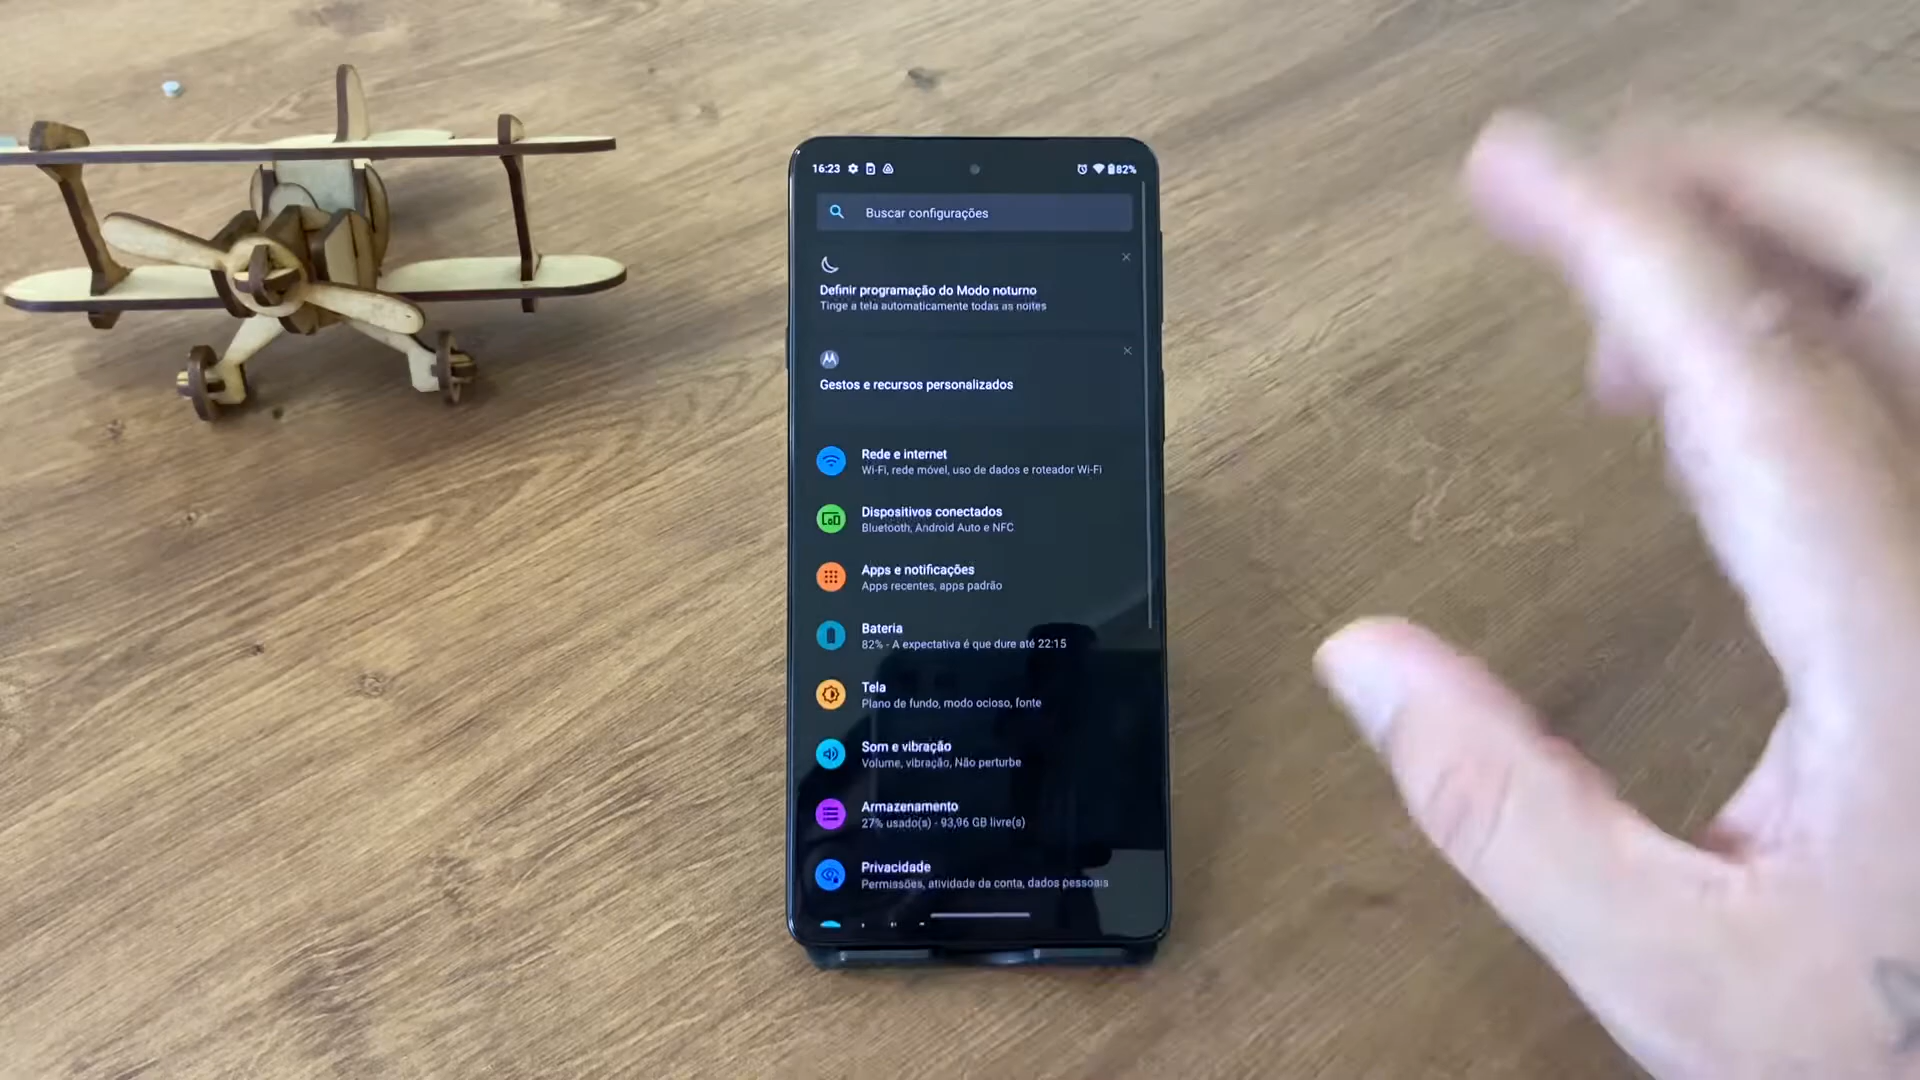 16:23 82%
Buscar configurações
Definir programação do Modo noturno
Tinge a tela automaticamente todas as noites
Gestos e recursos personalizados
Rede e internet
Wi-Fi, rede móvel, uso de dados e roteador Wi-Fi
Dispositivos conectados
Bluetooth, Android Auto e NFC
Apps e notificações
Apps recentes, apps padrão
Bateria
82% - A expectativa é que dure até 22:15
Tela
Plano de fundo, modo ocioso, fonte
Som e vibração
Volume, vibração, Não perturbe
Armazenamento
27% usado(s) - 93,96 GB livre(s)
Privacidade
Permissões, atividade da conta, dados pessoais